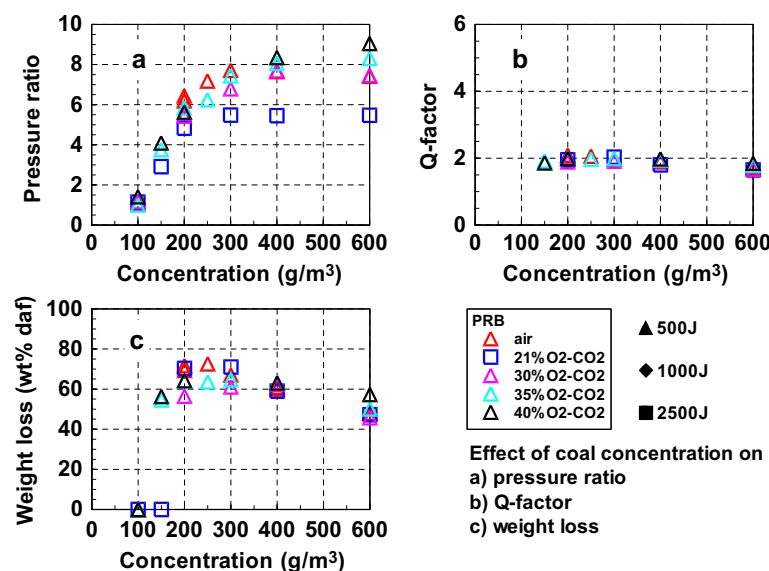 10
8
6
4
2
0
a
Pressure ratio
0 100 200 300 400 500 600
Concentration (g/m³)
6
4
2
0
b
Q-factor
0 100 200 300 400 500 600
Concentration (g/m³)
100
80
60
40
20
0
c
Weight loss (wt% daf)
0 100 200 300 400 500 600
Concentration (g/m³)
PRB
air
21%O2-CO2
30%O2-CO2
35%O2-CO2
40%O2-CO2
500J
1000J
2500J
Effect of coal concentration on
a) pressure ratio
b) Q-factor
c) weight loss